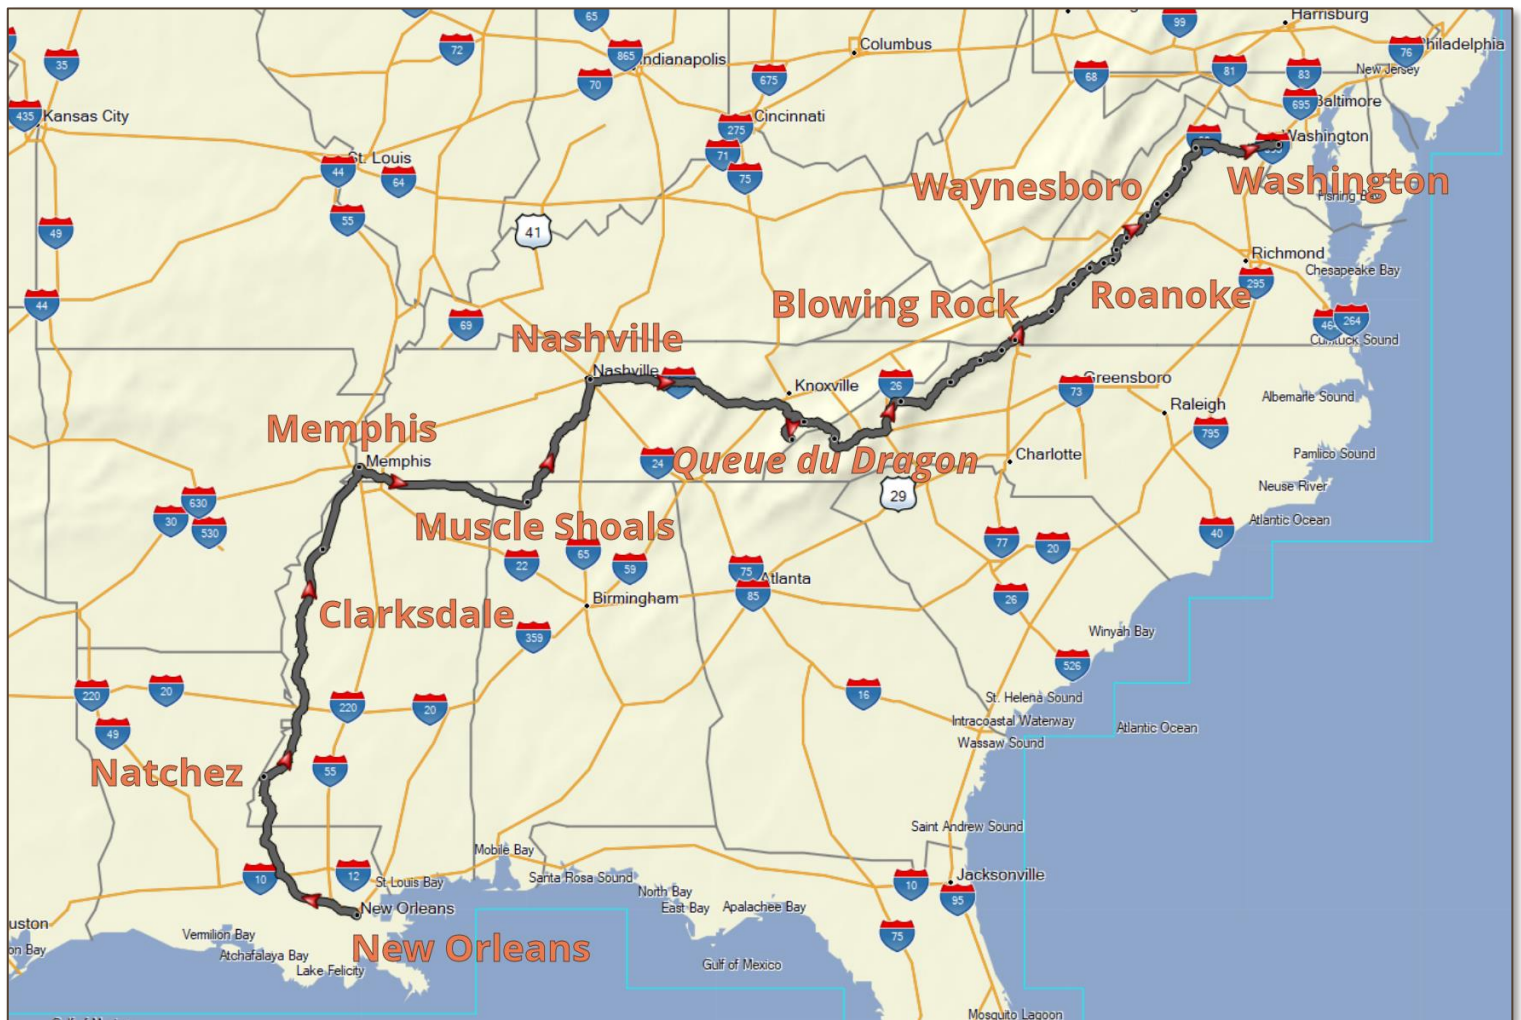 65
99
Harrisburg
72
865
Columbus
76
Philadelphia
35
Indianapolis
70
675
68
81
83
New Jersey
435
Kansas City
275
Cincinnati
695
Baltimore
Washington
71
St. Louis
44
64
75
Waynesboro
Washington
Fishing Bay
55
49
41
Richmond
Chesapeake Bay
295
44
Blowing Rock
Roanoke
69
Nashville
464
264
Currituck Sound
Nashville
Knoxville
26
73
Greensboro
Albemarle Sound
Raleigh
795
Memphis
Memphis
24
Queue du Dragon
Charlotte
Pamlico Sound
29
Neuse River
630
30
530
Muscle Shoals
Atlantic Ocean
40
65
22
59
77
20
75
Atlanta
85
26
Birmingham
Clarksdale
359
Winyah Bay
526
220
20
220
20
16
St. Helena Sound
49
Intracoastal Waterway
Atlantic Ocean
Wassaw Sound
Natchez
55
Saint Andrew Sound
Mobile Bay
10
12
St Louis Bay
Santa Rosa Sound
North Bay
10
Jacksonville
95
New Orleans
East Bay
Apalachee Bay
uston
Vermilion Bay
75
on Bay
New Orleans
Atchafalaya Bay
Lake Felicity
Gulf of Mexico
Mosquito Lagoon